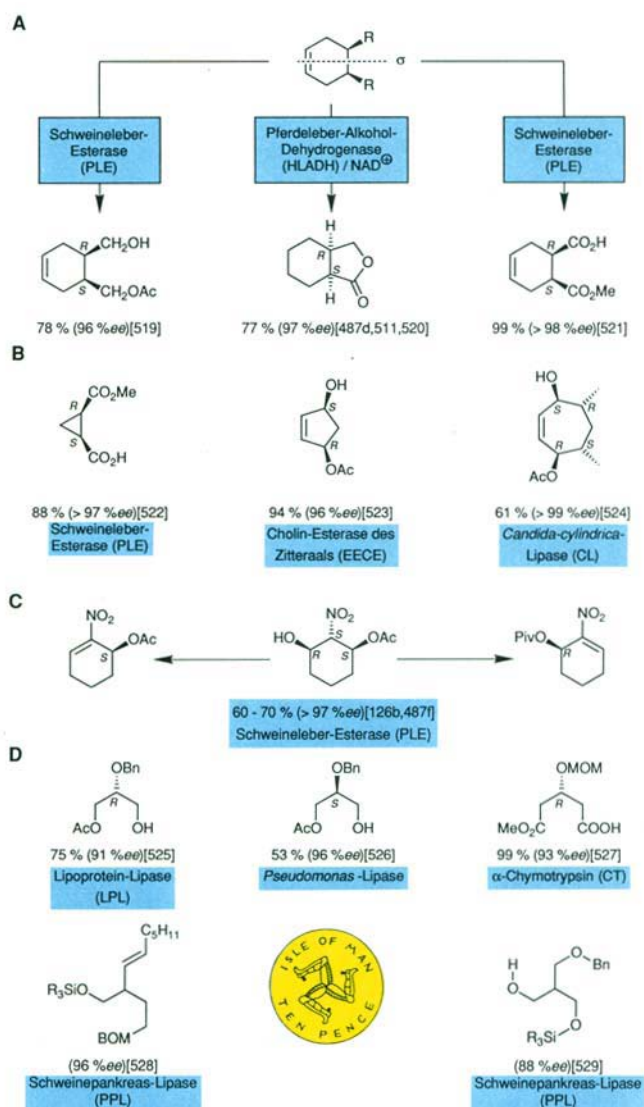 A
R
R
σ
Schweineleber-
Esterase
(PLE)
Pferdeleber-Alkohol-
Dehydrogenase
(HLADH) / NAD⊕
Schweineleber-
Esterase
(PLE)
R
CH2OH
S
CH2OAc
H
R
O
S
H
O
R
CO2H
S
CO2Me
78 % (96 %ee)[519]
77 % (97 %ee)[487d,511,520]
99 % (> 98 %ee)[521]
B
CO2Me
R
S
CO2H
OH
S
R
OAc
HO
S
R
R
S
AcO
88 % (> 97 %ee)[522]
94 % (96 %ee)[523]
61 % (> 99 %ee)[524]
Schweineleber-
Esterase (PLE)
Cholin-Esterase des
Zitteraals (EECE)
Candida-cylindrica-
Lipase (CL)
C
NO2
OAc
S
NO2
HO
S
OAc
R
S
NO2
PivO
R
60 - 70 % (> 97 %ee)[126b,487f]
Schweineleber-Esterase (PLE)
D
OBn
R
AcO
OH
OBn
S
AcO
OH
OMOM
R
MeO2C
COOH
75 % (91 %ee)[525]
53 % (96 %ee)[526]
99 % (93 %ee)[527]
Lipoprotein-Lipase
(LPL)
Pseudomonas -Lipase
α-Chymotrypsin (CT)
C5H11
R3SiO
BOM
ISLE OF MAN
TEN PENCE
O
Bn
H
O
O
R3Si
(96 %ee)[528]
(88 %ee)[529]
Schweinepankreas-Lipase
(PPL)
Schweinepankreas-Lipase
(PPL)